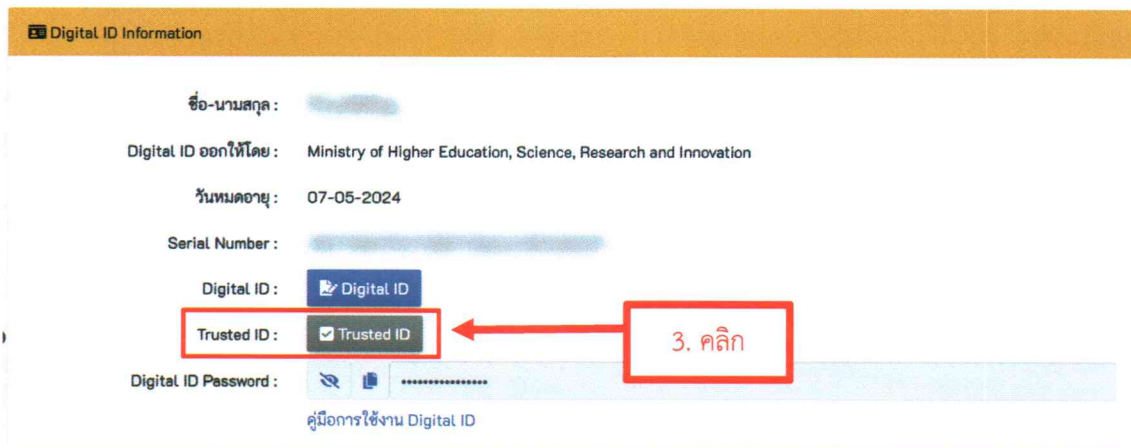 Digital ID Information
ชื่อ-นามสกุล :
Digital ID ออกให้โดย : Ministry of Higher Education, Science, Research and Innovation
วันหมดอายุ : 07-05-2024
Serial Number :
Digital ID : Digital ID
Trusted ID : Trusted ID
3. คลิก
Digital ID Password : ••••••••••••••••
คู่มือการใช้งาน Digital ID